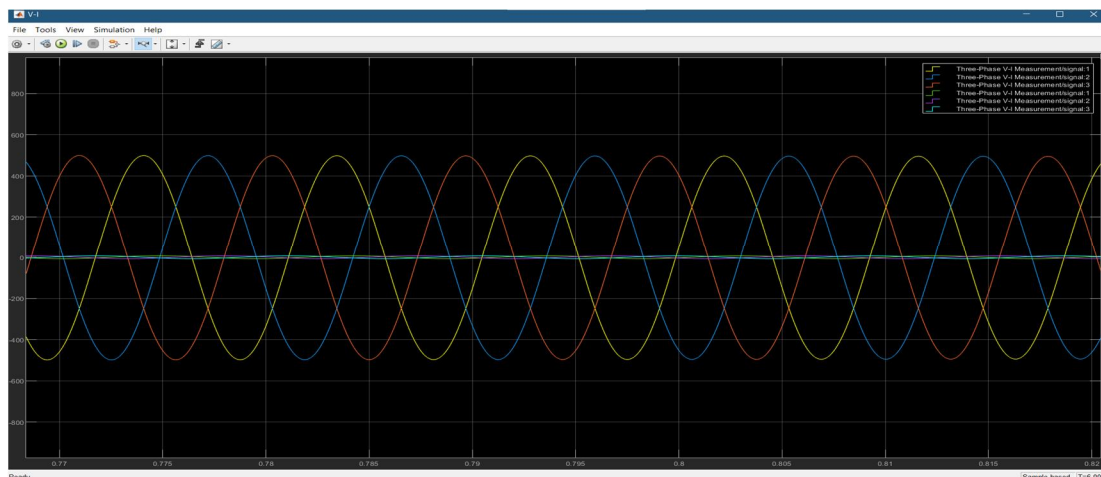 V-I
File Tools View Simulation Help
Three-Phase V-I Measurement/signal:1
Three-Phase V-I Measurement/signal:2
Three-Phase V-I Measurement/signal:3
Three-Phase V-I Measurement/signal:1
Three-Phase V-I Measurement/signal:2
Three-Phase V-I Measurement/signal:3
800
600
400
200
0
-200
-400
-600
-800
0.77 0.775 0.78 0.785 0.79 0.795 0.8 0.805 0.81 0.815 0.82
Ready Sample based